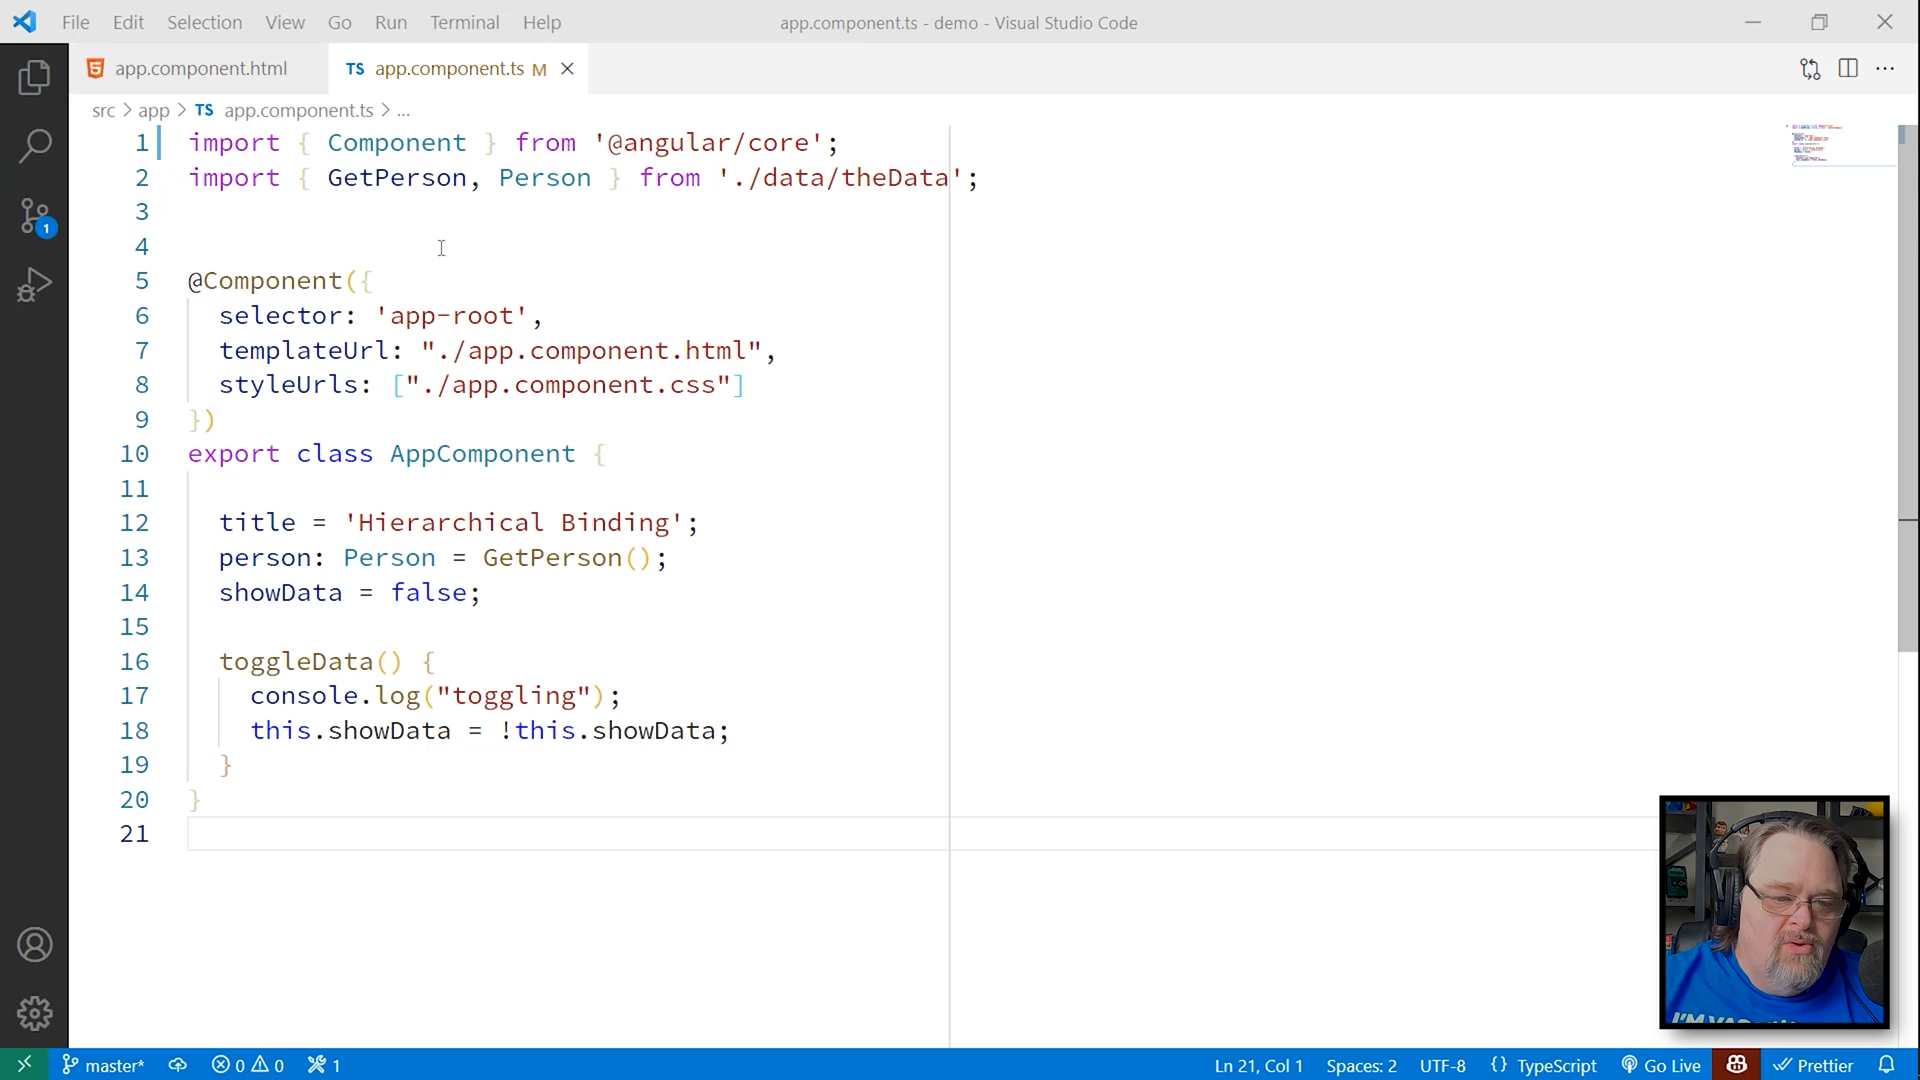 File Edit Selection View Go Run Terminal Help
app.component.ts - demo - Visual Studio Code
app.component.html
TS app.component.ts M
src > app > TS app.component.ts > ...
1 import { Component } from '@angular/core';
2 import { GetPerson, Person } from './data/theData';
3
4
5 @Component({
6 selector: 'app-root',
7 templateUrl: "./app.component.html",
8 styleUrls: ["./app.component.css"]
9 })
10 export class AppComponent {
11
12 title = 'Hierarchical Binding';
13 person: Person = GetPerson();
14 showData = false;
15
16 toggleData() {
17 console.log("toggling");
18 this.showData = !this.showData;
19 }
20 }
21
1
master* 0 0 1
Ln 21, Col 1 Spaces: 2 UTF-8 {} TypeScript Go Live Prettier